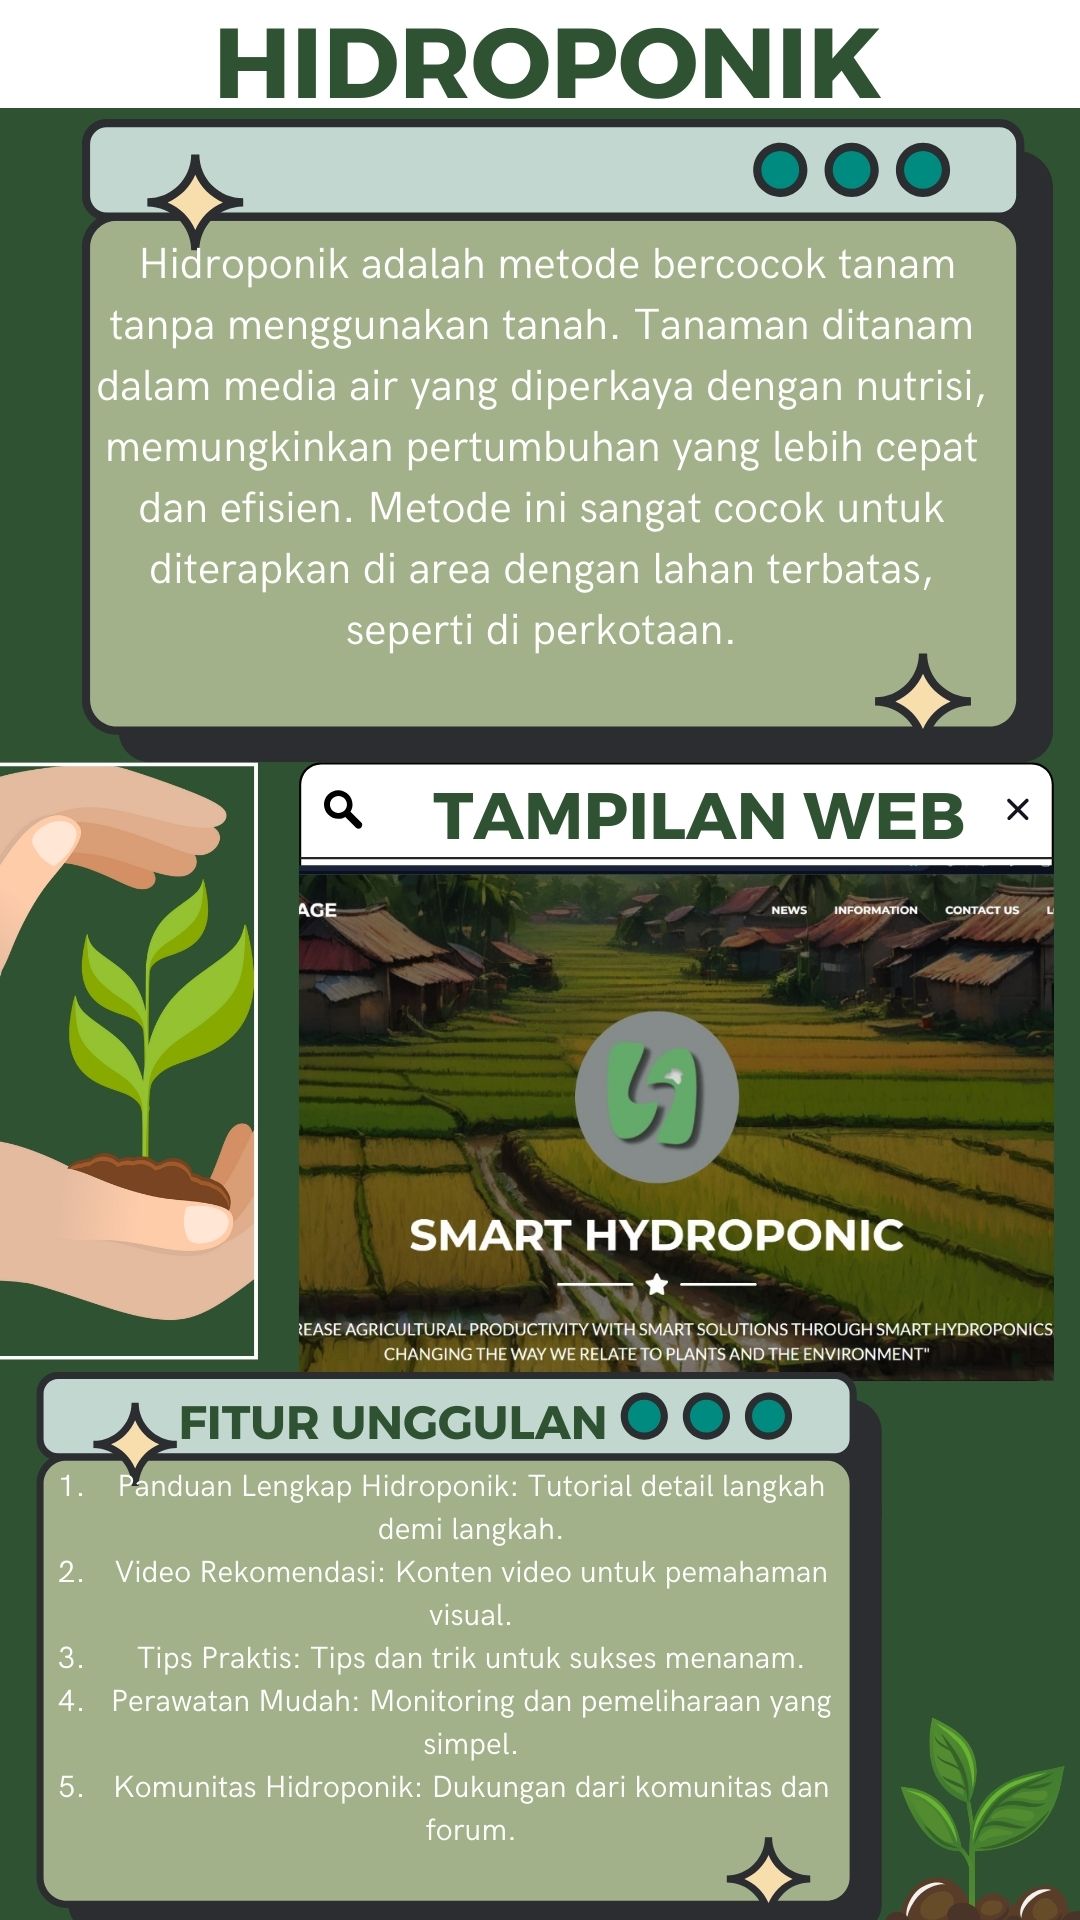 HIDROPONIK
Hidroponik adalah metode bercocok tanam
tanpa menggunakan tanah. Tanaman ditanam
dalam media air yang diperkaya dengan nutrisi,
memungkinkan pertumbuhan yang lebih cepat
dan efisien. Metode ini sangat cocok untuk
diterapkan di area dengan lahan terbatas,
seperti di perkotaan.
TAMPILAN WEB
AGE NEWS INFORMATION CONTACT US L
SMART HYDROPONIC
REASE AGRICULTURAL PRODUCTIVITY WITH SMART SOLUTIONS THROUGH SMART HYDROPONICS
CHANGING THE WAY WE RELATE TO PLANTS AND THE ENVIRONMENT"
FITUR UNGGULAN
1. Panduan Lengkap Hidroponik: Tutorial detail langkah
demi langkah.
2. Video Rekomendasi: Konten video untuk pemahaman
visual.
3. Tips Praktis: Tips dan trik untuk sukses menanam.
4. Perawatan Mudah: Monitoring dan pemeliharaan yang
simpel.
5. Komunitas Hidroponik: Dukungan dari komunitas dan
forum.